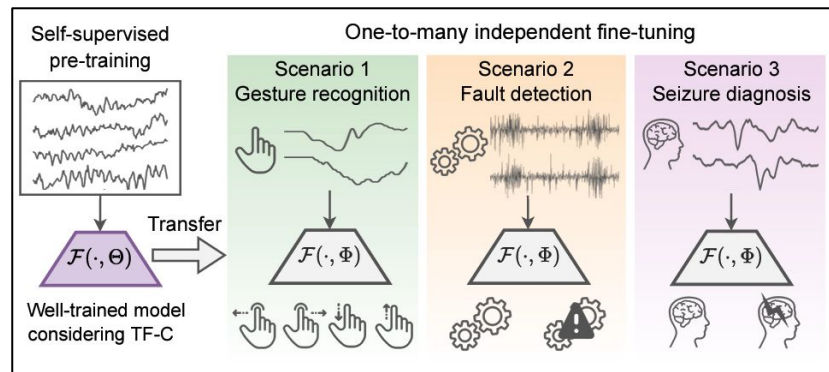 Self-supervised
pre-training
One-to-many independent fine-tuning
Scenario 1
Gesture recognition
Scenario 2
Fault detection
Scenario 3
Seizure diagnosis
Transfer
F(·, Θ)
F(·, Φ)
F(·, Φ)
F(·, Φ)
Well-trained model
considering TF-C